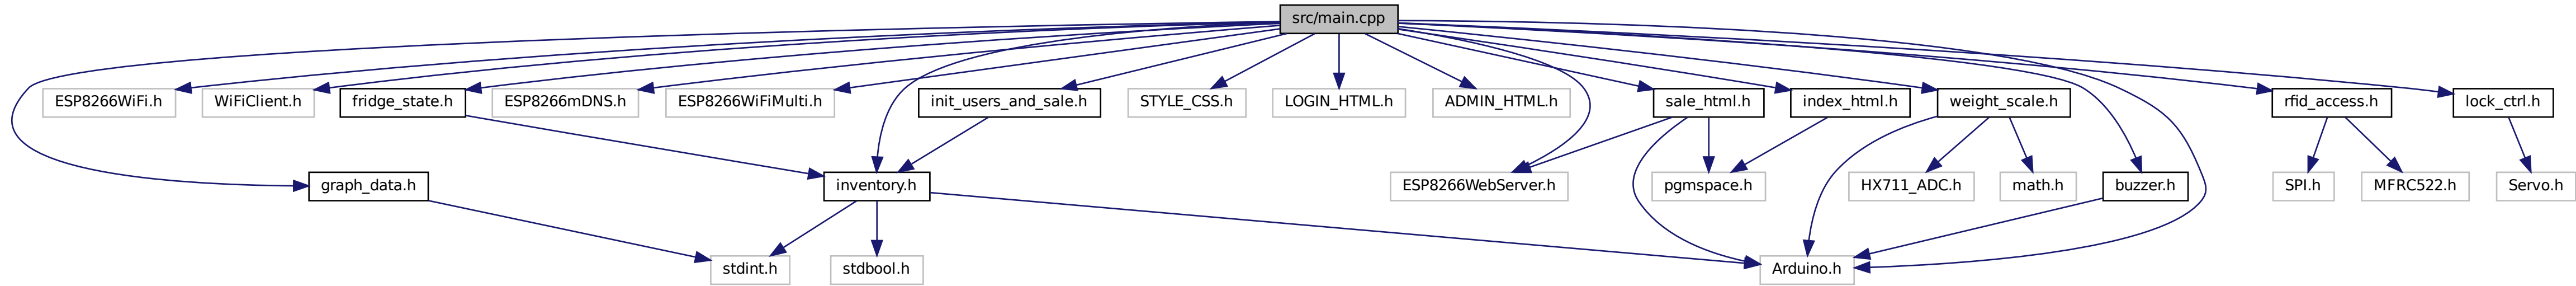 src/main.cpp
ESP8266WiFi.h
WiFiClient.h
fridge_state.h
ESP8266mDNS.h
ESP8266WiFiMulti.h
init_users_and_sale.h
STYLE_CSS.h
LOGIN_HTML.h
ADMIN_HTML.h
sale_html.h
index_html.h
weight_scale.h
rfid_access.h
lock_ctrl.h
graph_data.h
inventory.h
ESP8266WebServer.h
pgmspace.h
HX711_ADC.h
math.h
buzzer.h
SPI.h
MFRC522.h
Servo.h
stdint.h
stdbool.h
Arduino.h